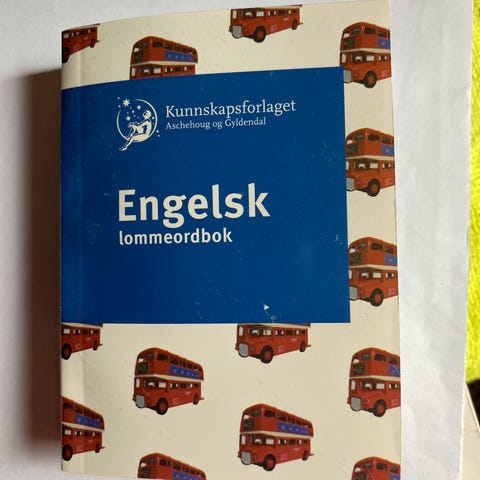 Kunnskapsforlaget
Aschehoug og Gyldendal
Engelsk
lommeordbok